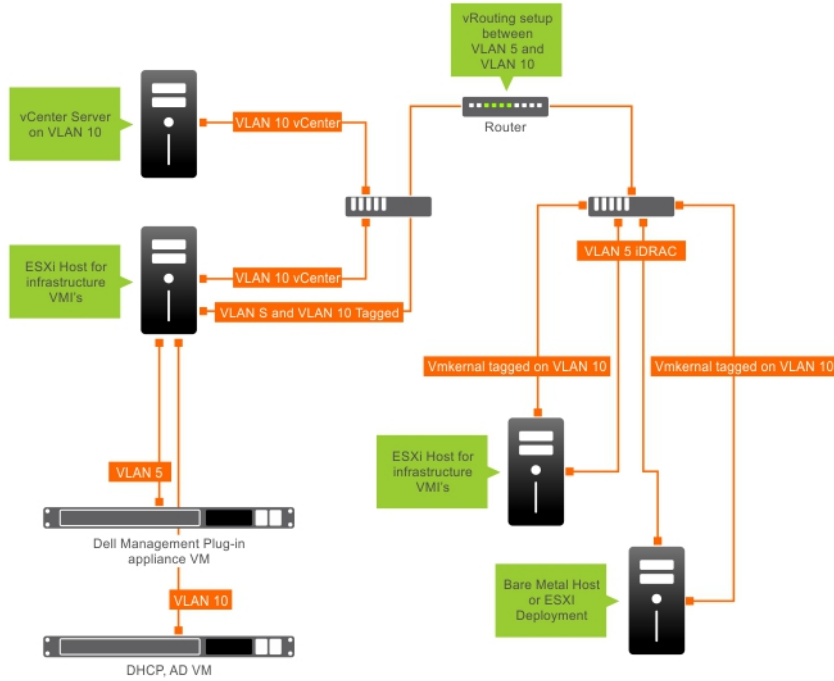 vRouting setup
between
VLAN 5 and
VLAN 10
Router
vCenter Server
on VLAN 10
VLAN 10 vCenter
ESXi Host for
infrastructure
VMI's
VLAN 10 vCenter
VLAN S and VLAN 10 Tagged
VLAN 5 iDRAC
Vmkernal tagged on VLAN 10
Vmkernal tagged on VLAN 10
ESXi Host for
infrastructure
VMI's
VLAN 5
Dell Management Plug-in
appliance VM
VLAN 10
DHCP, AD VM
Bare Metal Host
or ESXI
Deployment